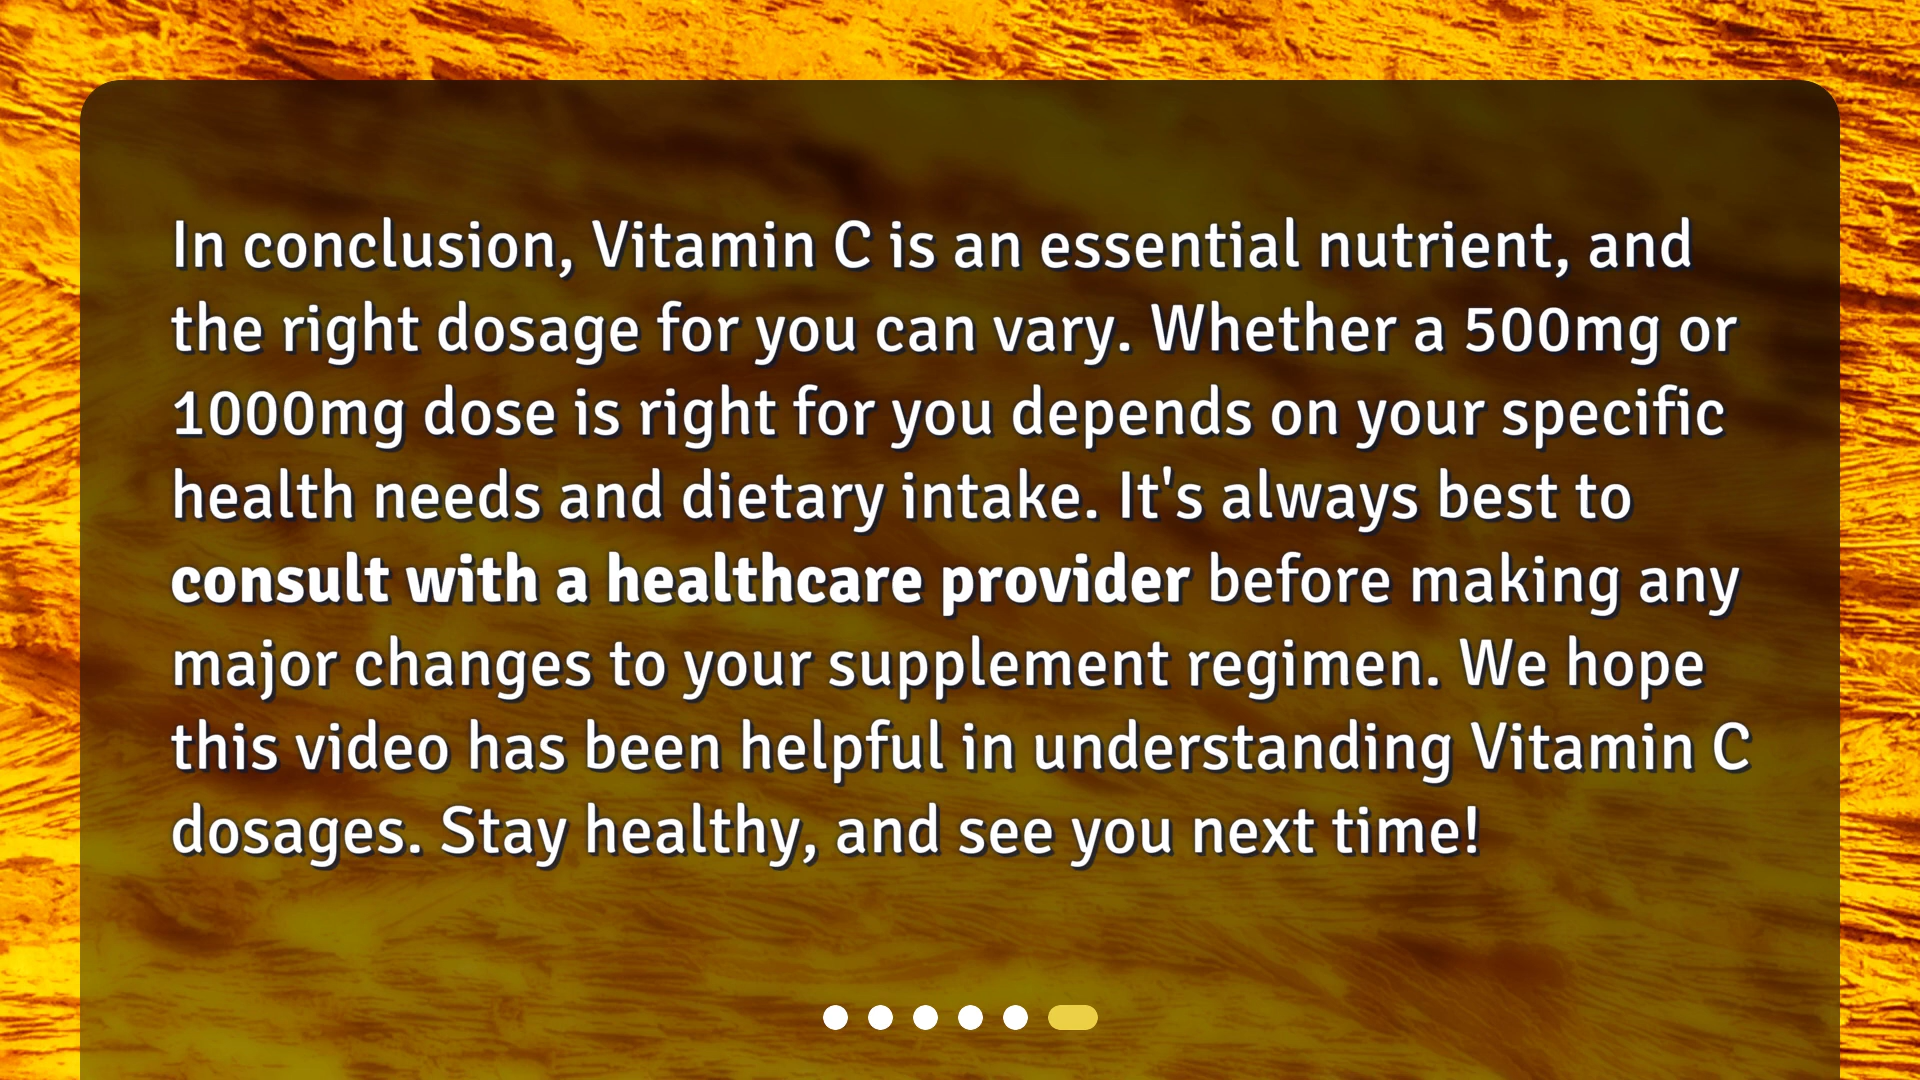 In conclusion, Vitamin C is an essential nutrient, and
the right dosage for you can vary. Whether a 500mg or
1000mg dose is right for you depends on your specific
health needs and dietary intake. It's always best to
consult with a healthcare provider before making any
major changes to your supplement regimen. We hope
this video has been helpful in understanding Vitamin C
dosages. Stay healthy, and see you next time!